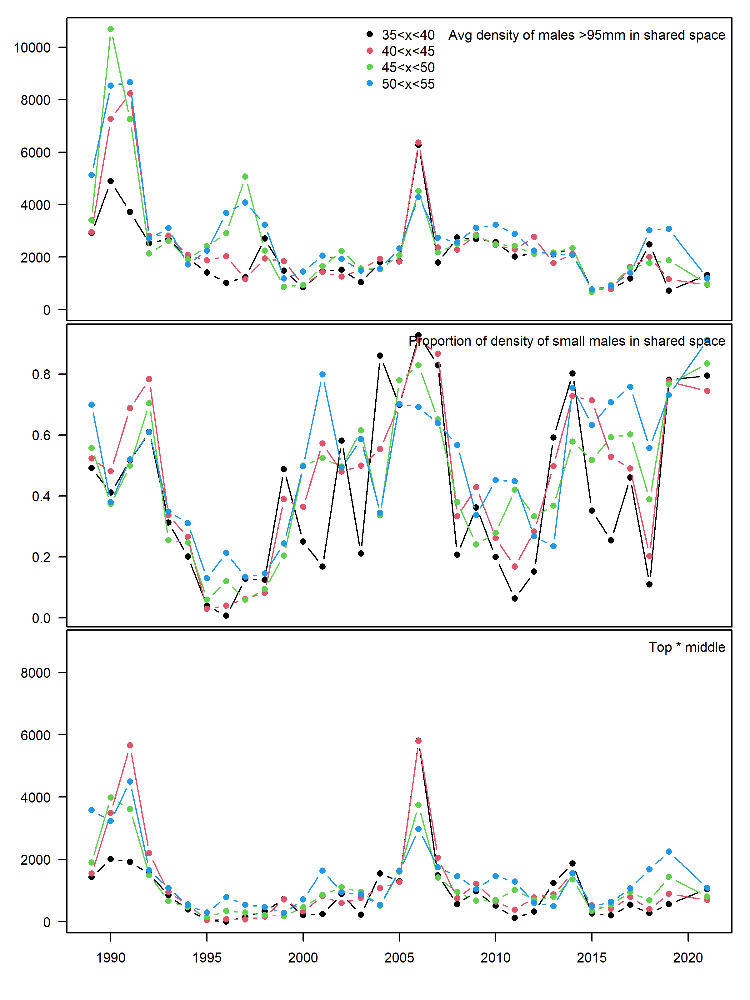 35<x<40 Avg density of males >95mm in shared space
40<x<45
45<x<50
50<x<55
10000
8000
6000
4000
2000
0
Proportion of density of small males in shared space
0.8
0.6
0.4
0.2
0.0
Top * middle
8000
6000
4000
2000
0
1990 1995 2000 2005 2010 2015 2020